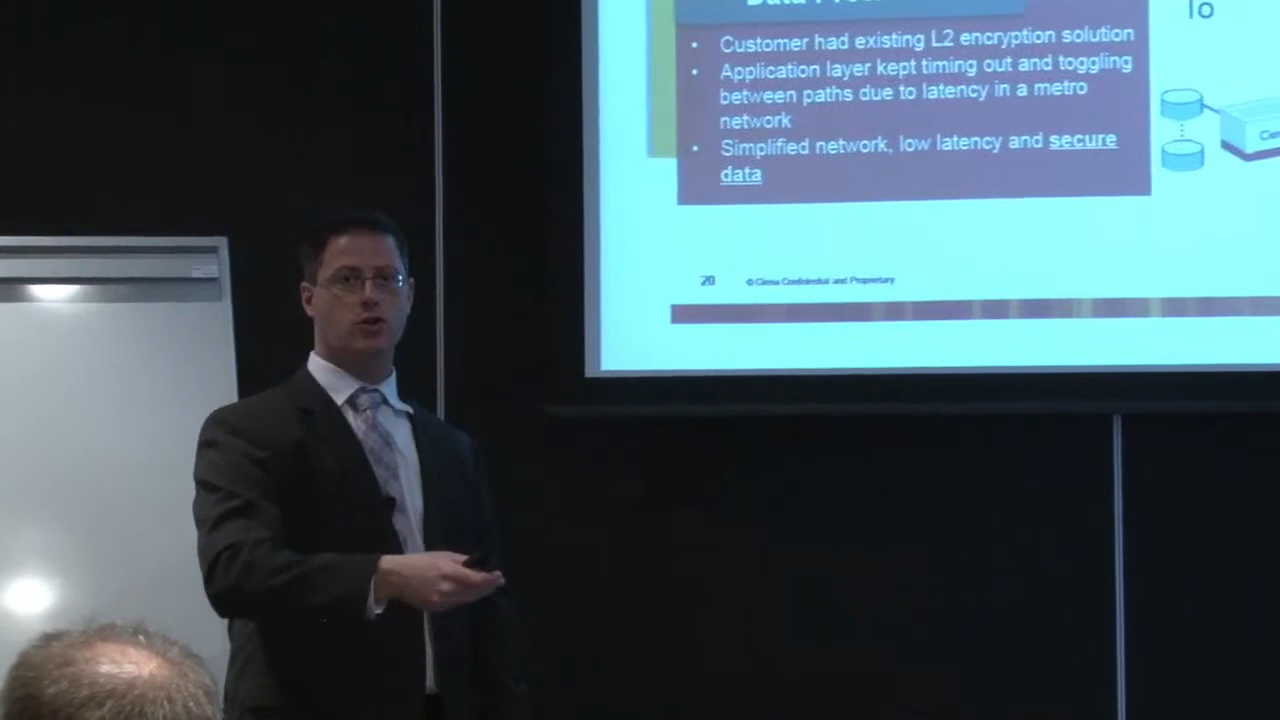 To
• Customer had existing L2 encryption solution
• Application layer kept timing out and toggling
between paths due to latency in a metro
network
• Simplified network, low latency and secure
data
20 © Ciena Confidential and Proprietary